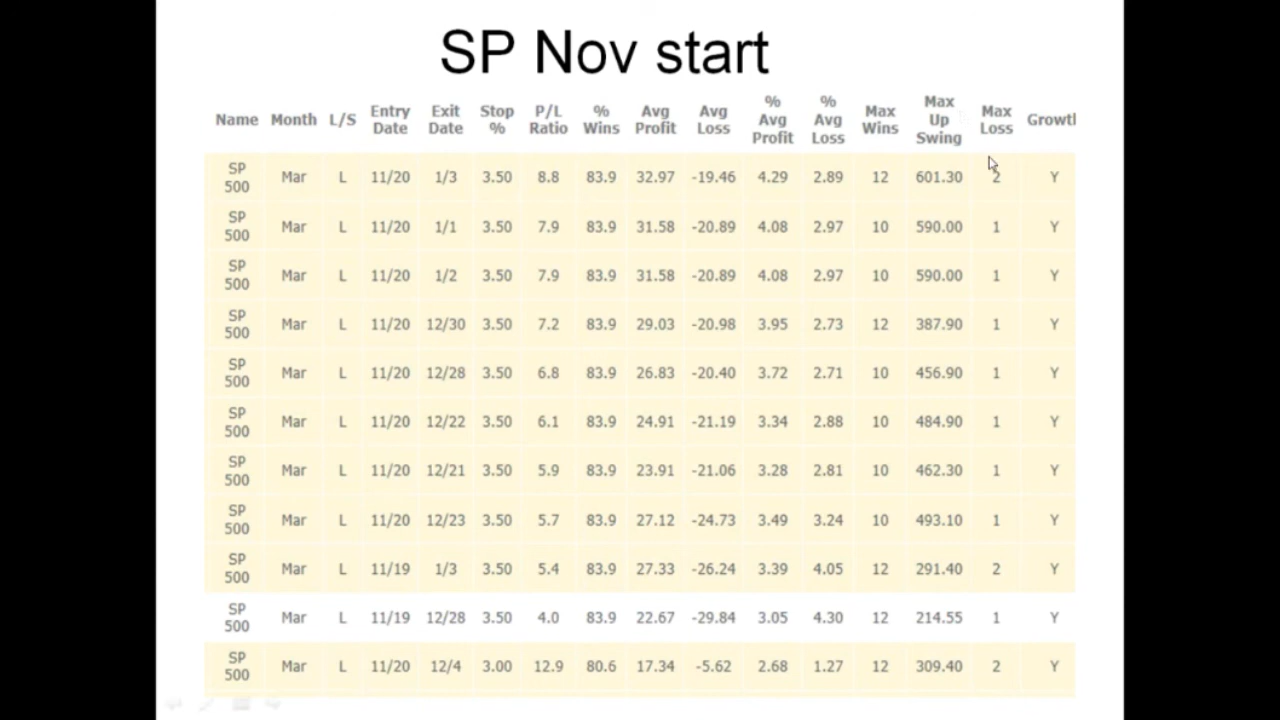 SP Nov start
Name Month L/S Entry Date Exit Date Stop % P/L Ratio % Wins Avg Profit Avg Loss % Avg Profit % Avg Loss Max Wins Max Up Swing Max Loss Growth
SP 500 Mar L 11/20 1/3 3.50 8.8 83.9 32.97 -19.46 4.29 2.89 12 601.30 2 Y
SP 500 Mar L 11/20 1/1 3.50 7.9 83.9 31.58 -20.89 4.08 2.97 10 590.00 1 Y
SP 500 Mar L 11/20 1/2 3.50 7.9 83.9 31.58 -20.89 4.08 2.97 10 590.00 1 Y
SP 500 Mar L 11/20 12/30 3.50 7.2 83.9 29.03 -20.98 3.95 2.73 12 387.90 1 Y
SP 500 Mar L 11/20 12/28 3.50 6.8 83.9 26.83 -20.40 3.72 2.71 10 456.90 1 Y
SP 500 Mar L 11/20 12/22 3.50 6.1 83.9 24.91 -21.19 3.34 2.88 10 484.90 1 Y
SP 500 Mar L 11/20 12/21 3.50 5.9 83.9 23.91 -21.06 3.28 2.81 10 462.30 1 Y
SP 500 Mar L 11/20 12/23 3.50 5.7 83.9 27.12 -24.73 3.49 3.24 10 493.10 1 Y
SP 500 Mar L 11/19 1/3 3.50 5.4 83.9 27.33 -26.24 3.39 4.05 12 291.40 2 Y
SP 500 Mar L 11/19 12/28 3.50 4.0 83.9 22.67 -29.84 3.05 4.30 12 214.55 1 Y
SP 500 Mar L 11/20 12/4 3.00 12.9 80.6 17.34 -5.62 2.68 1.27 12 309.40 2 Y